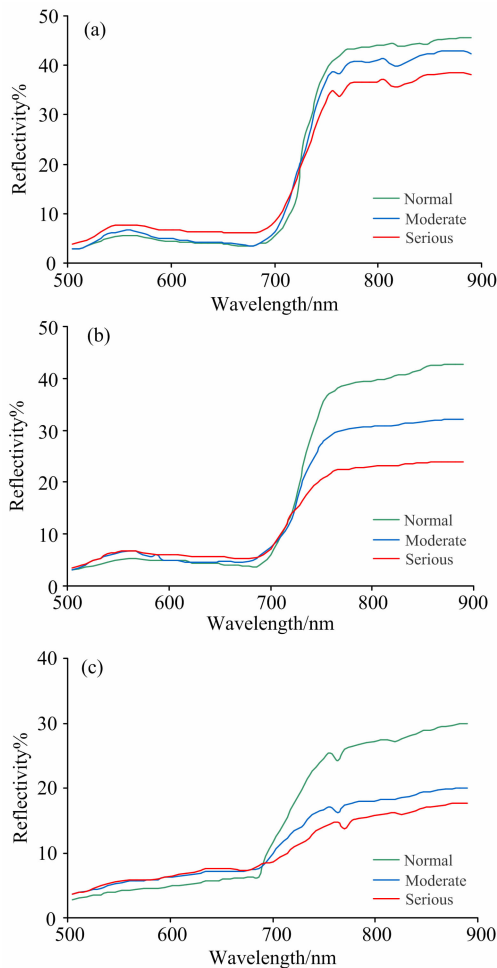 (a)
50
40
30
20
10
0
Reflectivity%
Normal
Moderate
Serious
500 600 700 800 900
Wavelength/nm
(b)
50
40
30
20
10
0
Reflectivity%
Normal
Moderate
Serious
500 600 700 800 900
Wavelength/nm
(c)
40
30
20
10
0
Reflectivity%
Normal
Moderate
Serious
500 600 700 800 900
Wavelength/nm